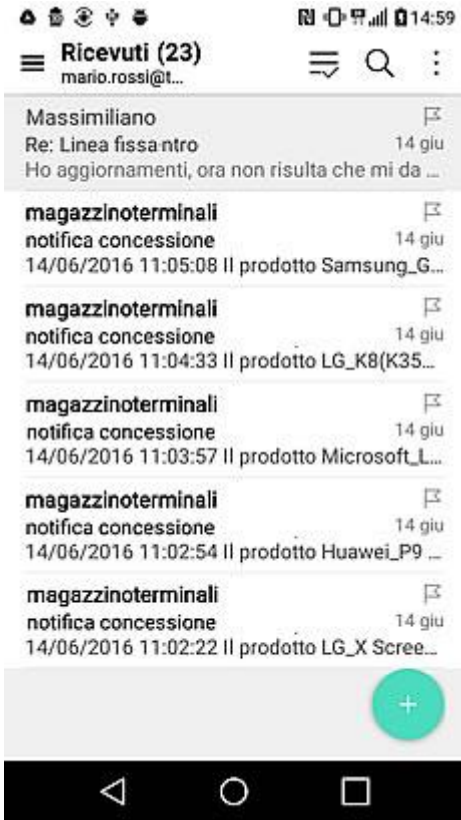 14:59
Ricevuti (23)
mario.rossi@t...
Massimiliano
Re: Linea fissa ntro
14 giu
Ho aggiornamenti, ora non risulta che mi da ...
magazzinoterminali
notifica concessione
14 giu
14/06/2016 11:05:08 Il prodotto Samsung_G...
magazzinoterminali
notifica concessione
14 giu
14/06/2016 11:04:33 Il prodotto LG_K8(K35...
magazzinoterminali
notifica concessione
14 giu
14/06/2016 11:03:57 Il prodotto Microsoft_L...
magazzinoterminali
notifica concessione
14 giu
14/06/2016 11:02:54 Il prodotto Huawei_P9 ...
magazzinoterminali
notifica concessione
14 giu
14/06/2016 11:02:22 Il prodotto LG_X Scree...